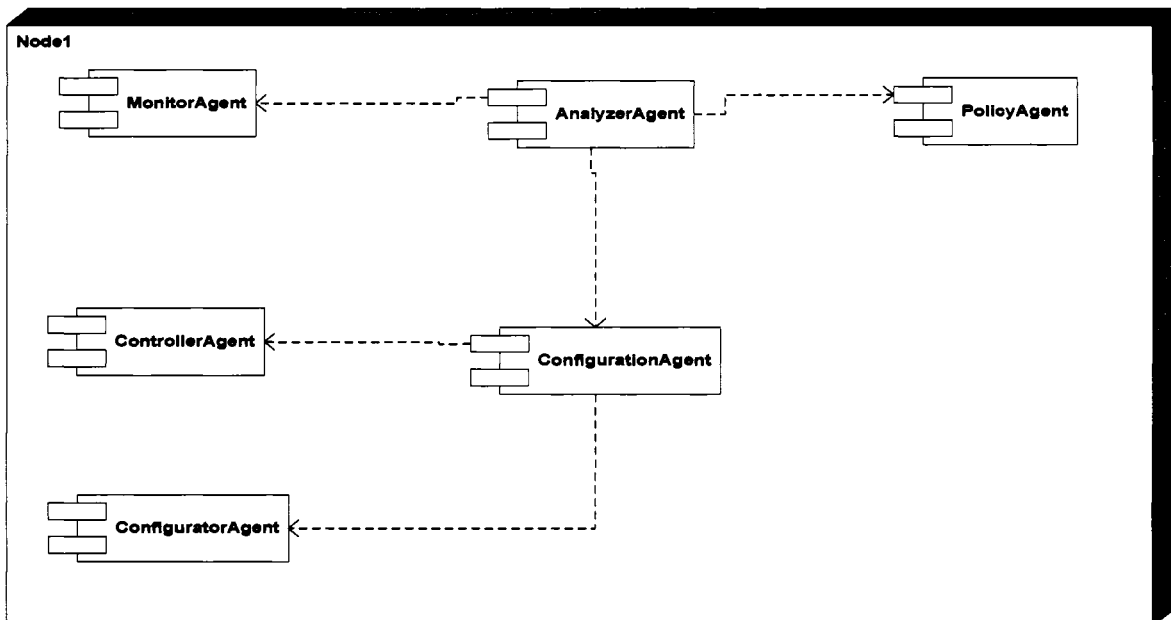 Node1
MonitorAgent
AnalyzerAgent
PolicyAgent
ControllerAgent
ConfigurationAgent
ConfiguratorAgent